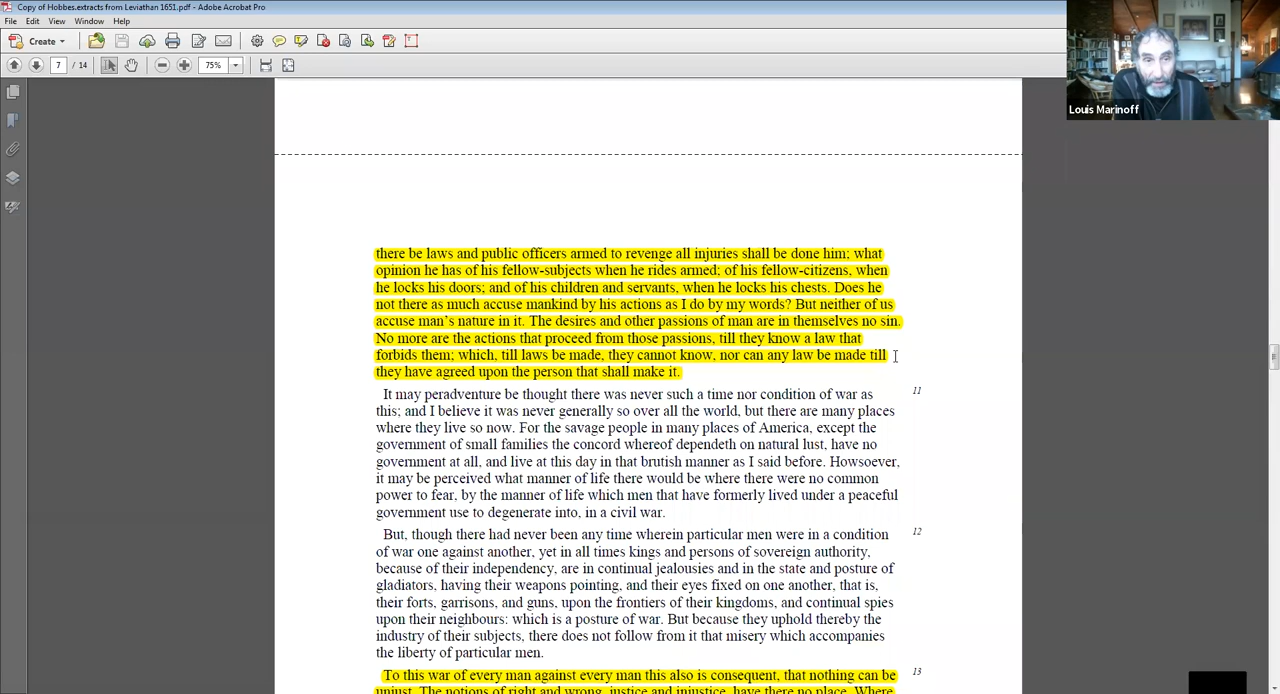 Copy of Hobbes.extracts from Leviathan 1651.pdf - Adobe Acrobat Pro
File Edit View Window Help
Create
7 / 14 75%
Louis Marinoff
there be laws and public officers armed to revenge all injuries shall be done him; what
opinion he has of his fellow-subjects when he rides armed; of his fellow-citizens, when
he locks his doors; and of his children and servants, when he locks his chests. Does he
not there as much accuse mankind by his actions as I do by my words? But neither of us
accuse man's nature in it. The desires and other passions of man are in themselves no sin.
No more are the actions that proceed from those passions, till they know a law that
forbids them; which, till laws be made, they cannot know, nor can any law be made till
they have agreed upon the person that shall make it.
It may peradventure be thought there was never such a time nor condition of war as 11
this; and I believe it was never generally so over all the world, but there are many places
where they live so now. For the savage people in many places of America, except the
government of small families the concord whereof dependeth on natural lust, have no
government at all, and live at this day in that brutish manner as I said before. Howsoever,
it may be perceived what manner of life there would be where there were no common
power to fear, by the manner of life which men that have formerly lived under a peaceful
government use to degenerate into, in a civil war.
But, though there had never been any time wherein particular men were in a condition 12
of war one against another, yet in all times kings and persons of sovereign authority,
because of their independency, are in continual jealousies and in the state and posture of
gladiators, having their weapons pointing, and their eyes fixed on one another, that is,
their forts, garrisons, and guns, upon the frontiers of their kingdoms, and continual spies
upon their neighbours: which is a posture of war. But because they uphold thereby the
industry of their subjects, there does not follow from it that misery which accompanies
the liberty of particular men.
To this war of every man against every man this also is consequent, that nothing can be 13
unjust. The notions of right and wrong, justice and injustice, have there no place. Where